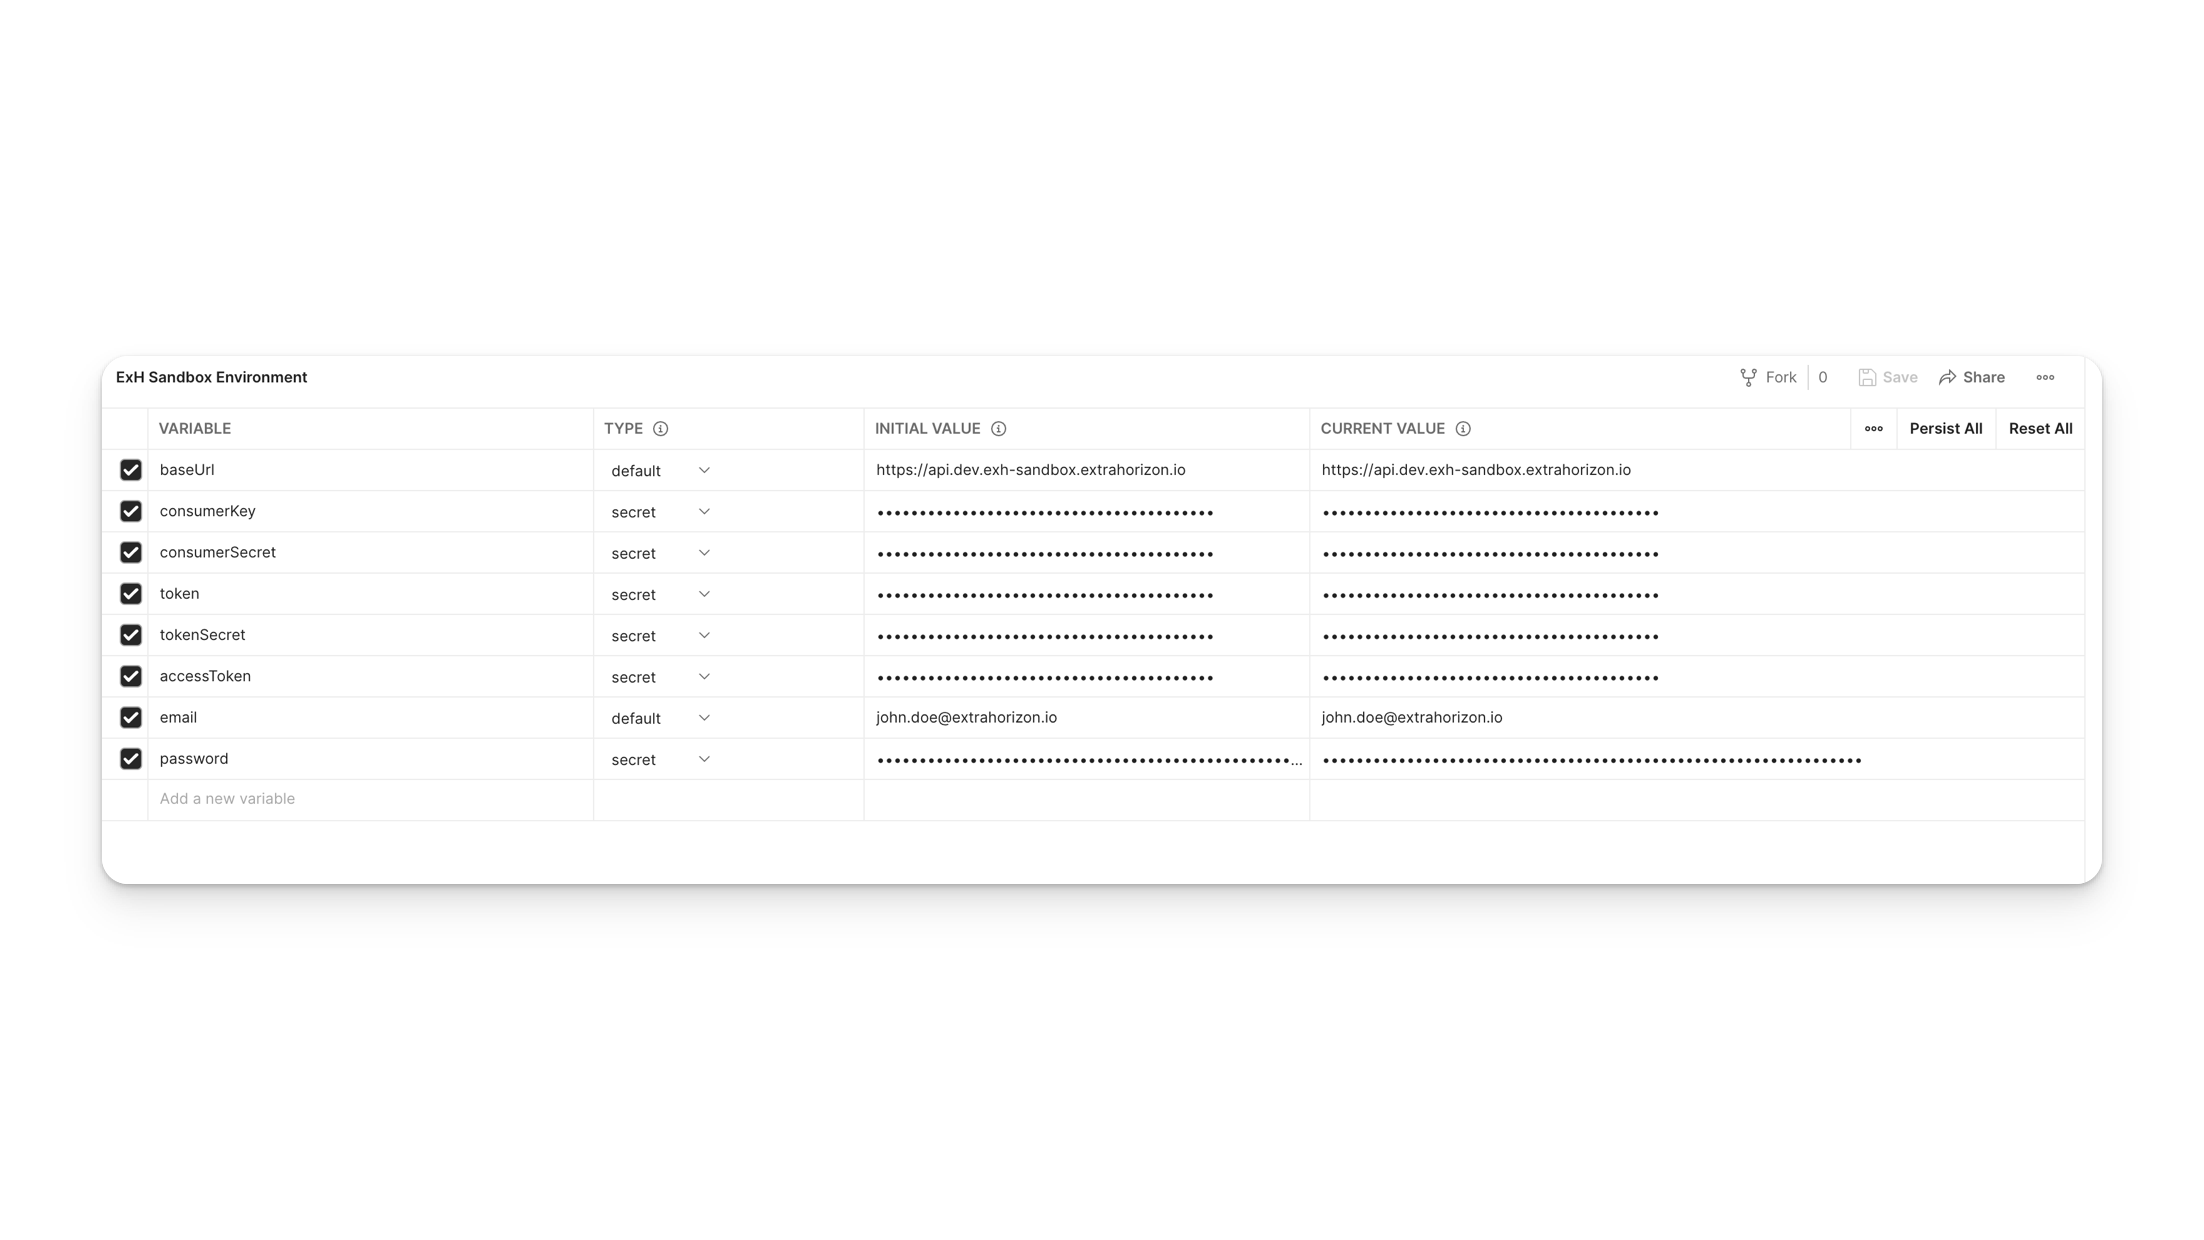 ExH Sandbox Environment Fork 0 Save Share
VARIABLE TYPE INITIAL VALUE CURRENT VALUE Persist All Reset All
baseUrl default https://api.dev.exh-sandbox.extrahorizon.io https://api.dev.exh-sandbox.extrahorizon.io
consumerKey secret •••••••••••••••••••••••••••••••••••••••• ••••••••••••••••••••••••••••••••••••••••
consumerSecret secret •••••••••••••••••••••••••••••••••••••••• ••••••••••••••••••••••••••••••••••••••••
token secret •••••••••••••••••••••••••••••••••••••••• ••••••••••••••••••••••••••••••••••••••••
tokenSecret secret •••••••••••••••••••••••••••••••••••••••• ••••••••••••••••••••••••••••••••••••••••
accessToken secret •••••••••••••••••••••••••••••••••••••••• ••••••••••••••••••••••••••••••••••••••••
email default john.doe@extrahorizon.io john.doe@extrahorizon.io
password secret •••••••••••••••••••••••••••••••••••••••••••••••••... ••••••••••••••••••••••••••••••••••••••••••••••••••••••••••••••••
Add a new variable